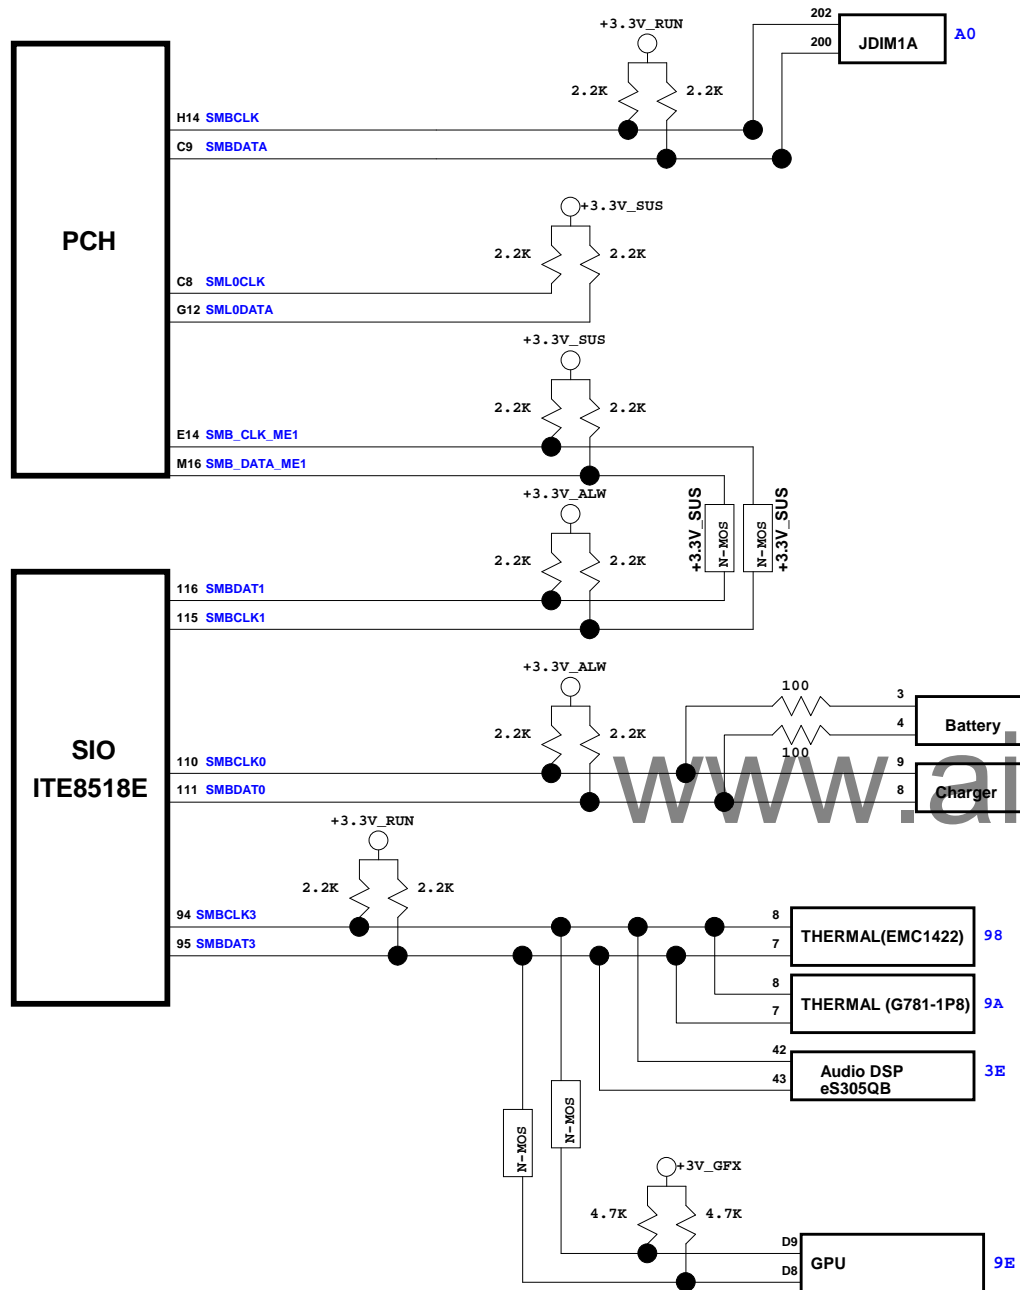 +3.3V_RUN
202
200
JDIM1A
A0
2.2K
2.2K
H14 SMBCLK
C9 SMBDATA
PCH
+3.3V_SUS
2.2K
2.2K
C8 SML0CLK
G12 SML0DATA
+3.3V_SUS
2.2K
2.2K
E14 SMB_CLK_ME1
M16 SMB_DATA_ME1
+3.3V_SUS
N-MOS
N-MOS
+3.3V_SUS
+3.3V_ALW
2.2K
2.2K
116 SMBDAT1
115 SMBCLK1
SIO
ITE8518E
+3.3V_ALW
2.2K
2.2K
100
100
3
4
Battery
110 SMBCLK0
111 SMBDAT0
9
8
Charger
www.ai
+3.3V_RUN
2.2K
2.2K
94 SMBCLK3
95 SMBDAT3
8
7
THERMAL(EMC1422)
98
8
7
THERMAL (G781-1P8)
9A
42
43
Audio DSP
eS305QB
3E
N-MOS
N-MOS
+3V_GFX
4.7K
4.7K
D9
D8
GPU
9E